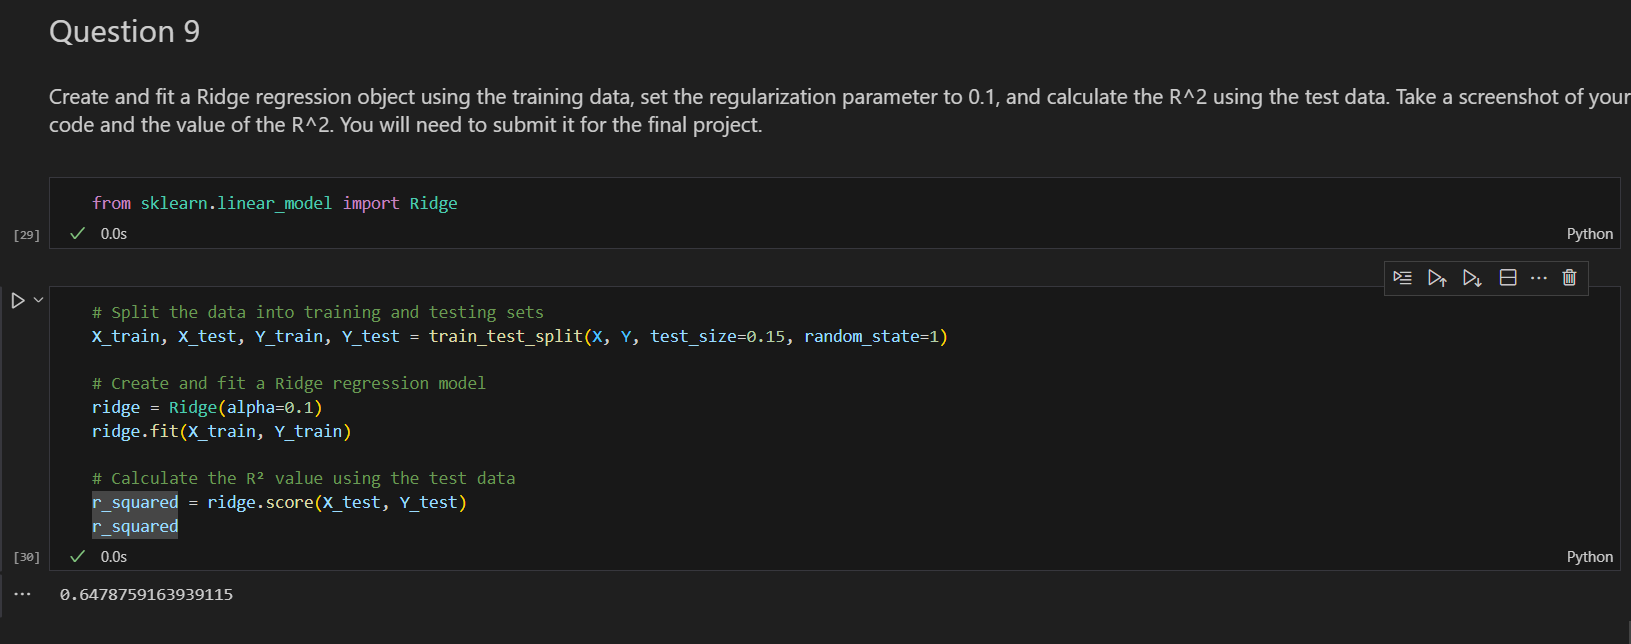 Question 9
Create and fit a Ridge regression object using the training data, set the regularization parameter to 0.1, and calculate the R^2 using the test data. Take a screenshot of your
code and the value of the R^2. You will need to submit it for the final project.
from sklearn.linear_model import Ridge
[29]
0.0s
Python
# Split the data into training and testing sets
X_train, X_test, Y_train, Y_test = train_test_split(X, Y, test_size=0.15, random_state=1)
# Create and fit a Ridge regression model
ridge = Ridge(alpha=0.1)
ridge.fit(X_train, Y_train)
# Calculate the R² value using the test data
r_squared = ridge.score(X_test, Y_test)
r_squared
[30]
0.0s
Python
0.6478759163939115